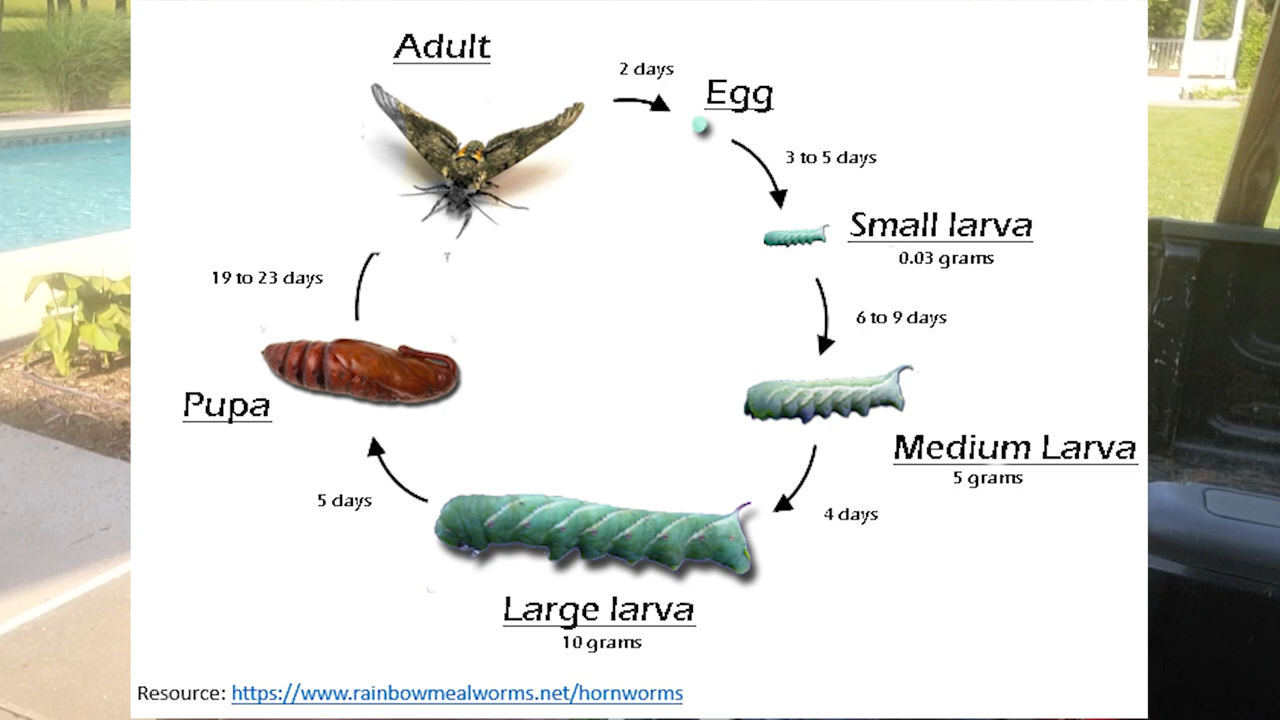 Adult
2 days
Egg
3 to 5 days
Small larva
0.03 grams
6 to 9 days
Medium Larva
5 grams
4 days
Large larva
10 grams
5 days
Pupa
19 to 23 days
Resource: https://www.rainbowmealworms.net/hornworms